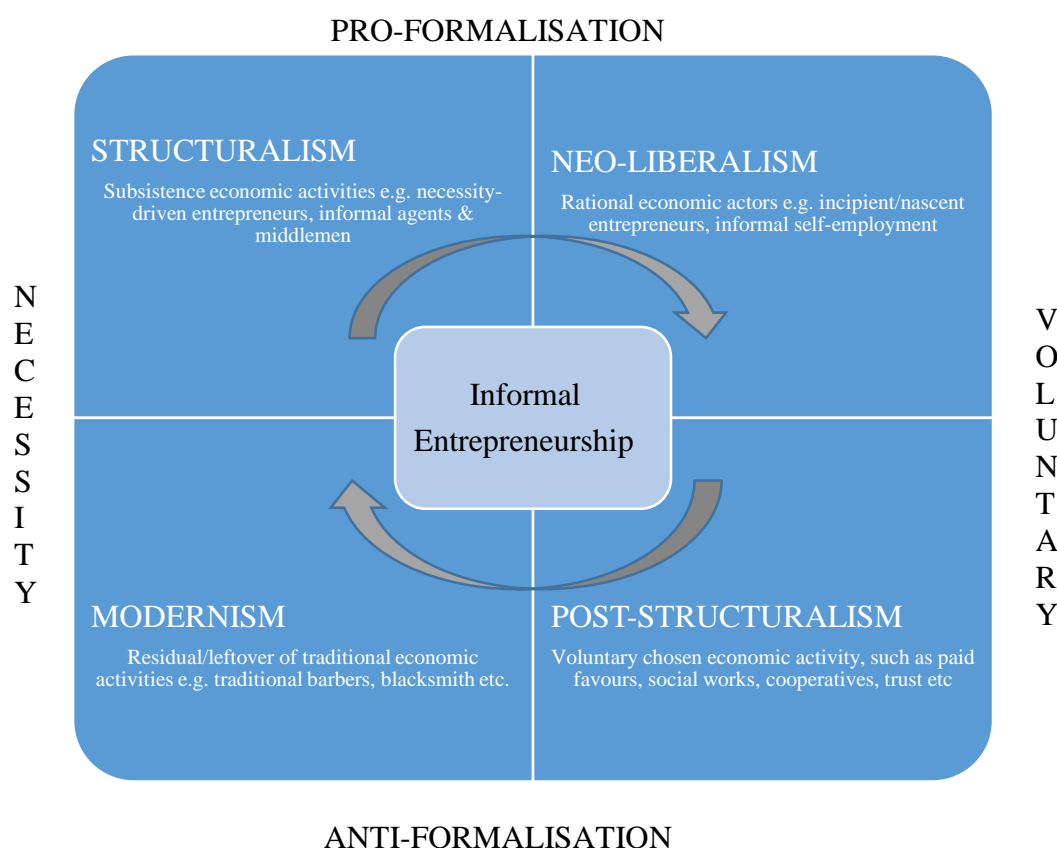 PRO-FORMALISATION
STRUCTURALISM
Subsistence economic activities e.g. necessity-
driven entrepreneurs, informal agents &
middlemen
NEO-LIBERALISM
Rational economic actors e.g. incipient/nascent
entrepreneurs, informal self-employment
NECESSITY
Informal
Entrepreneurship
VOLUNTARY
MODERNISM
Residual/leftover of traditional economic
activities e.g. traditional barbers, blacksmith etc.
POST-STRUCTURALISM
Voluntary chosen economic activity, such as paid
favours, social works, cooperatives, trust etc
ANTI-FORMALISATION